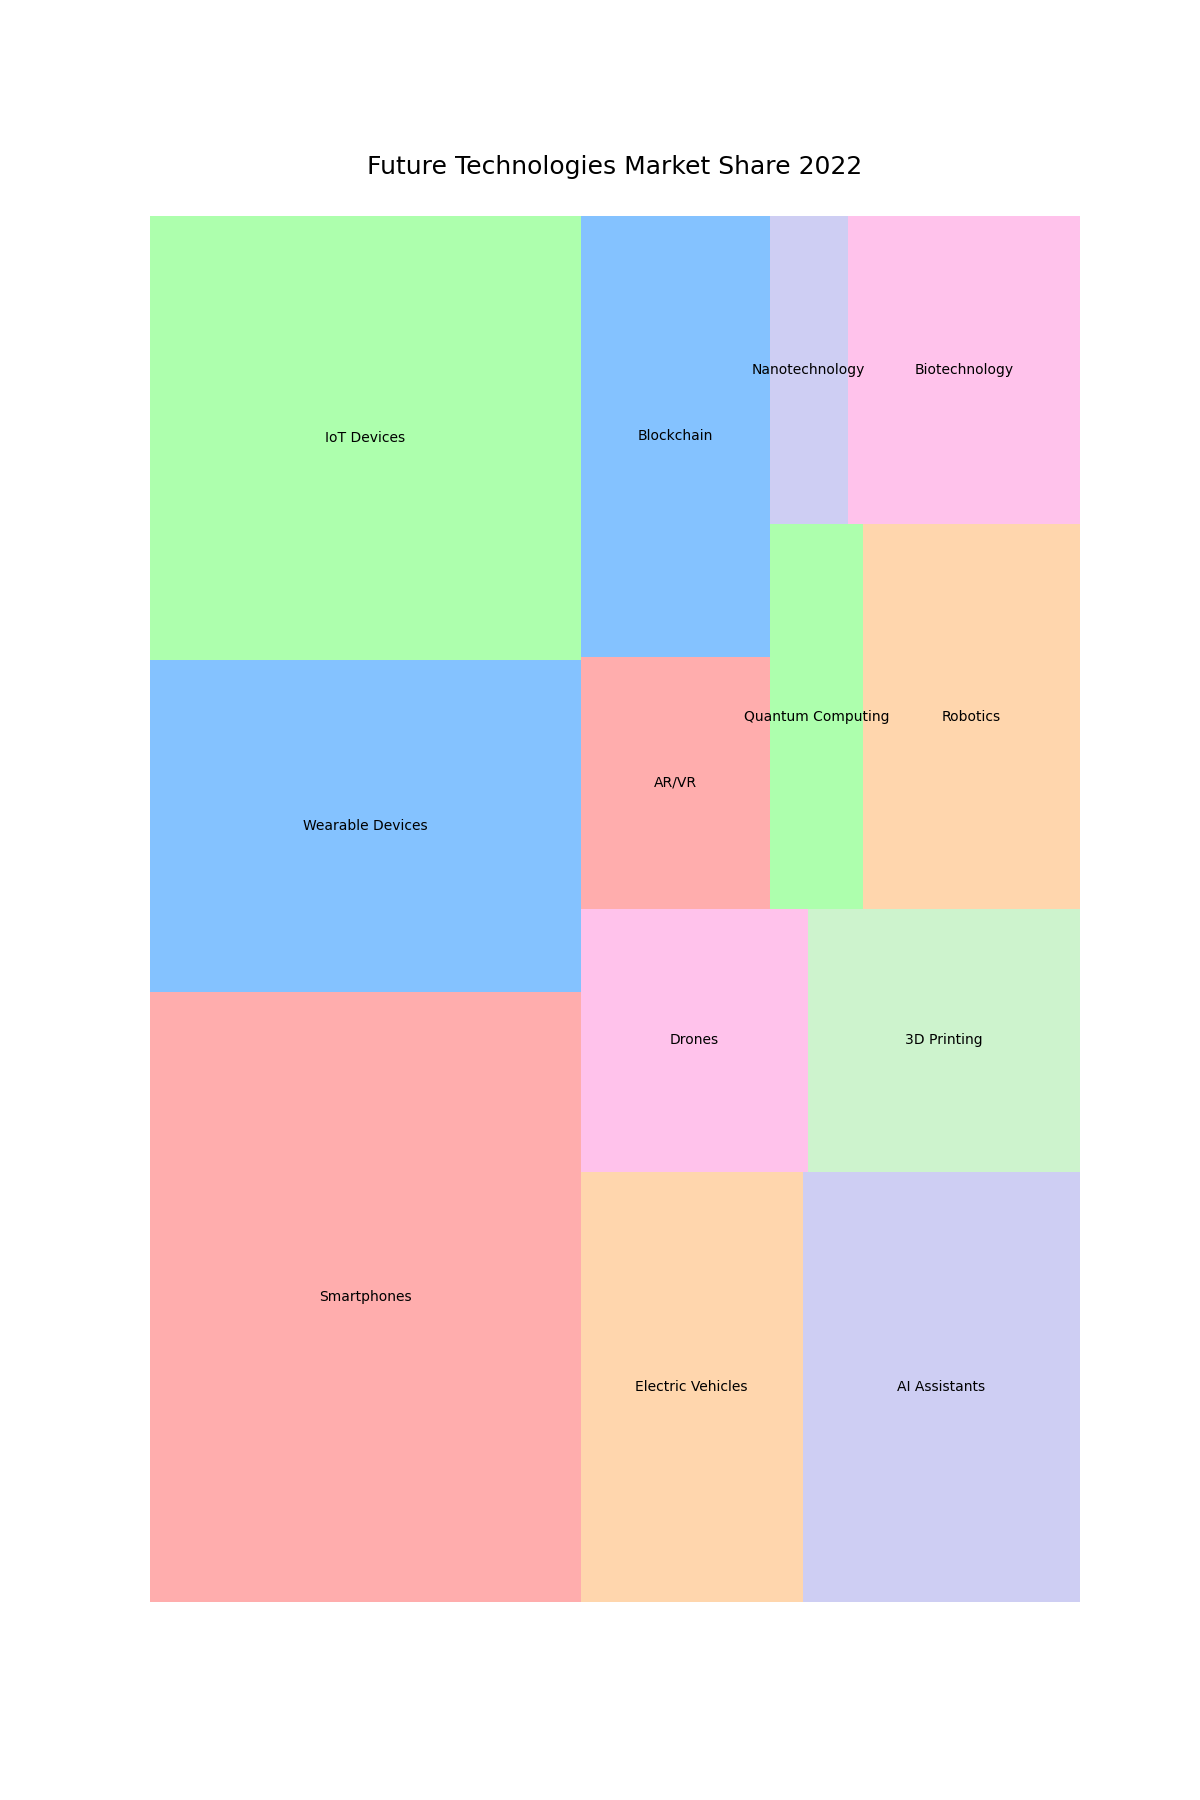 Future Technologies Market Share 2022
Nanotechnology
Biotechnology
IoT Devices
Blockchain
Quantum Computing
Robotics
AR/VR
Wearable Devices
Drones
3D Printing
Smartphones
Electric Vehicles
AI Assistants